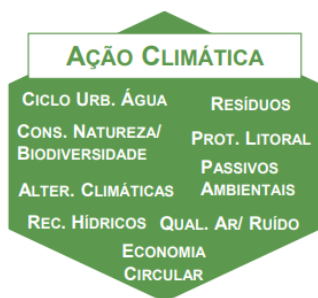 AÇÃO CLIMÁTICA
CICLO URB. ÁGUA
RESÍDUOS
CONS. NATUREZA/
BIODIVERSIDADE
PROT. LITORAL
PASSIVOS
AMBIENTAIS
ALTER. CLIMÁTICAS
REC. HÍDRICOS
QUAL. AR/ RUÍDO
ECONOMIA
CIRCULAR